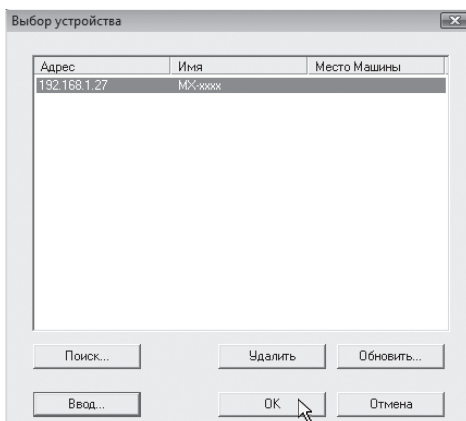 Выбор устройства
Адрес Имя Место Машины
192.168.1.27 MX-xxxx
Поиск... Удалить Обновить...
Ввод... OK Отмена